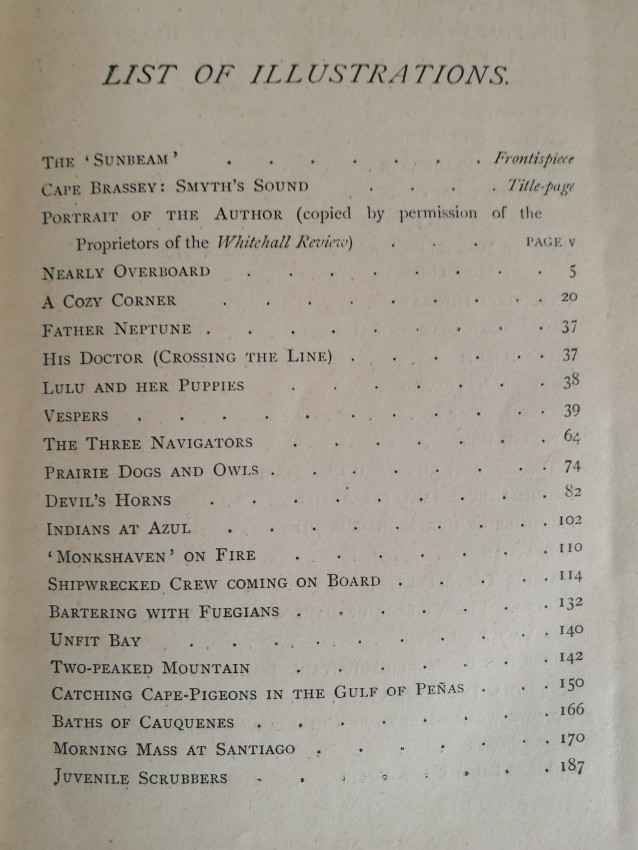 LIST OF ILLUSTRATIONS.
THE ‘SUNBEAM’ . . . . . . . Frontispiece
CAPE BRASSEY: SMYTH'S SOUND . . . . Title-page
PORTRAIT OF THE AUTHOR (copied by permission of the
Proprietors of the Whitehall Review) . . . PAGE V
NEARLY OVERBOARD . . . . . . . . 5
A COZY CORNER . . . . . . . . 20
FATHER NEPTUNE . . . . . . . . . 37
HIS DOCTOR (CROSSING THE LINE) . . . . . . 37
LULU AND HER PUPPIES . . . . . . . 38
VESPERS . . . . . . . . . . . 39
THE THREE NAVIGATORS . . . . . . . 64
PRAIRIE DOGS AND OWLS . . . . . . . . 74
DEVIL'S HORNS . . . . . . . . . 82
INDIANS AT AZUL . . . . . . . . 102
‘MONKSHAVEN’ ON FIRE . . . . . . . 110
SHIPWRECKED CREW COMING ON BOARD . . . . . 114
BARTERING WITH FUEGIANS . . . . . . . 132
UNFIT BAY . . . . . . . . . . 140
TWO-PEAKED MOUNTAIN . . . . . . . 142
CATCHING CAPE-PIGEONS IN THE GULF OF PEÑAS . . . 150
BATHS OF CAUQUENES . . . . . . . . 166
MORNING MASS AT SANTIAGO . . . . . . . 170
JUVENILE SCRUBBERS . . . . . . . . 187